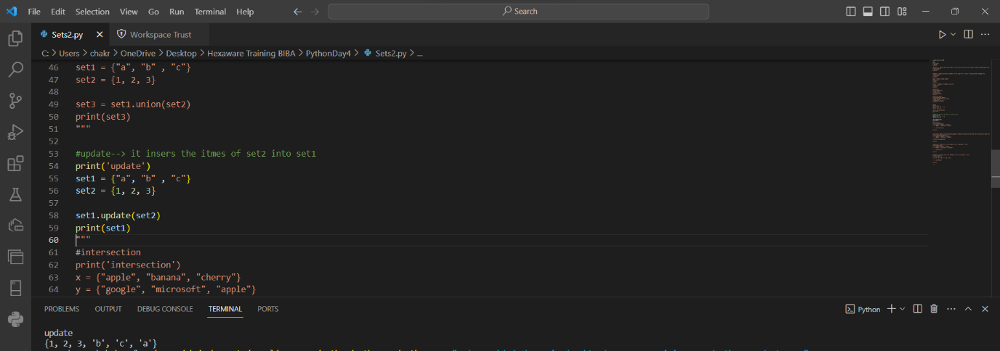 File Edit Selection View Go Run Terminal Help Search
Sets2.py Workspace Trust
C: > Users > chakr > OneDrive > Desktop > Hexaware Training BIBA > PythonDay4 > Sets2.py > ...
46 set1 = {"a", "b" , "c"}
47 set2 = {1, 2, 3}
48
49 set3 = set1.union(set2)
50 print(set3)
51 """
52
53 #update--> it insers the itmes of set2 into set1
54 print('update')
55 set1 = {"a", "b" , "c"}
56 set2 = {1, 2, 3}
57
58 set1.update(set2)
59 print(set1)
60 """
61 #intersection
62 print('intersection')
63 x = {"apple", "banana", "cherry"}
64 y = {"google", "microsoft", "apple"}
PROBLEMS OUTPUT DEBUG CONSOLE TERMINAL PORTS Python
update
{1, 2, 3, 'b', 'c', 'a'}